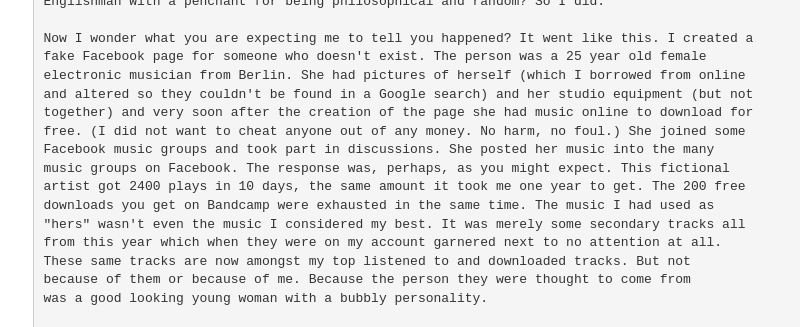 Englishman with a penchant for being philosophical and random? So I did.
Now I wonder what you are expecting me to tell you happened? It went like this. I created a
fake Facebook page for someone who doesn't exist. The person was a 25 year old female
electronic musician from Berlin. She had pictures of herself (which I borrowed from online
and altered so they couldn't be found in a Google search) and her studio equipment (but not
together) and very soon after the creation of the page she had music online to download for
free. (I did not want to cheat anyone out of any money. No harm, no foul.) She joined some
Facebook music groups and took part in discussions. She posted her music into the many
music groups on Facebook. The response was, perhaps, as you might expect. This fictional
artist got 2400 plays in 10 days, the same amount it took me one year to get. The 200 free
downloads you get on Bandcamp were exhausted in the same time. The music I had used as
"hers" wasn't even the music I considered my best. It was merely some secondary tracks all
from this year which when they were on my account garnered next to no attention at all.
These same tracks are now amongst my top listened to and downloaded tracks. But not
because of them or because of me. Because the person they were thought to come from
was a good looking young woman with a bubbly personality.